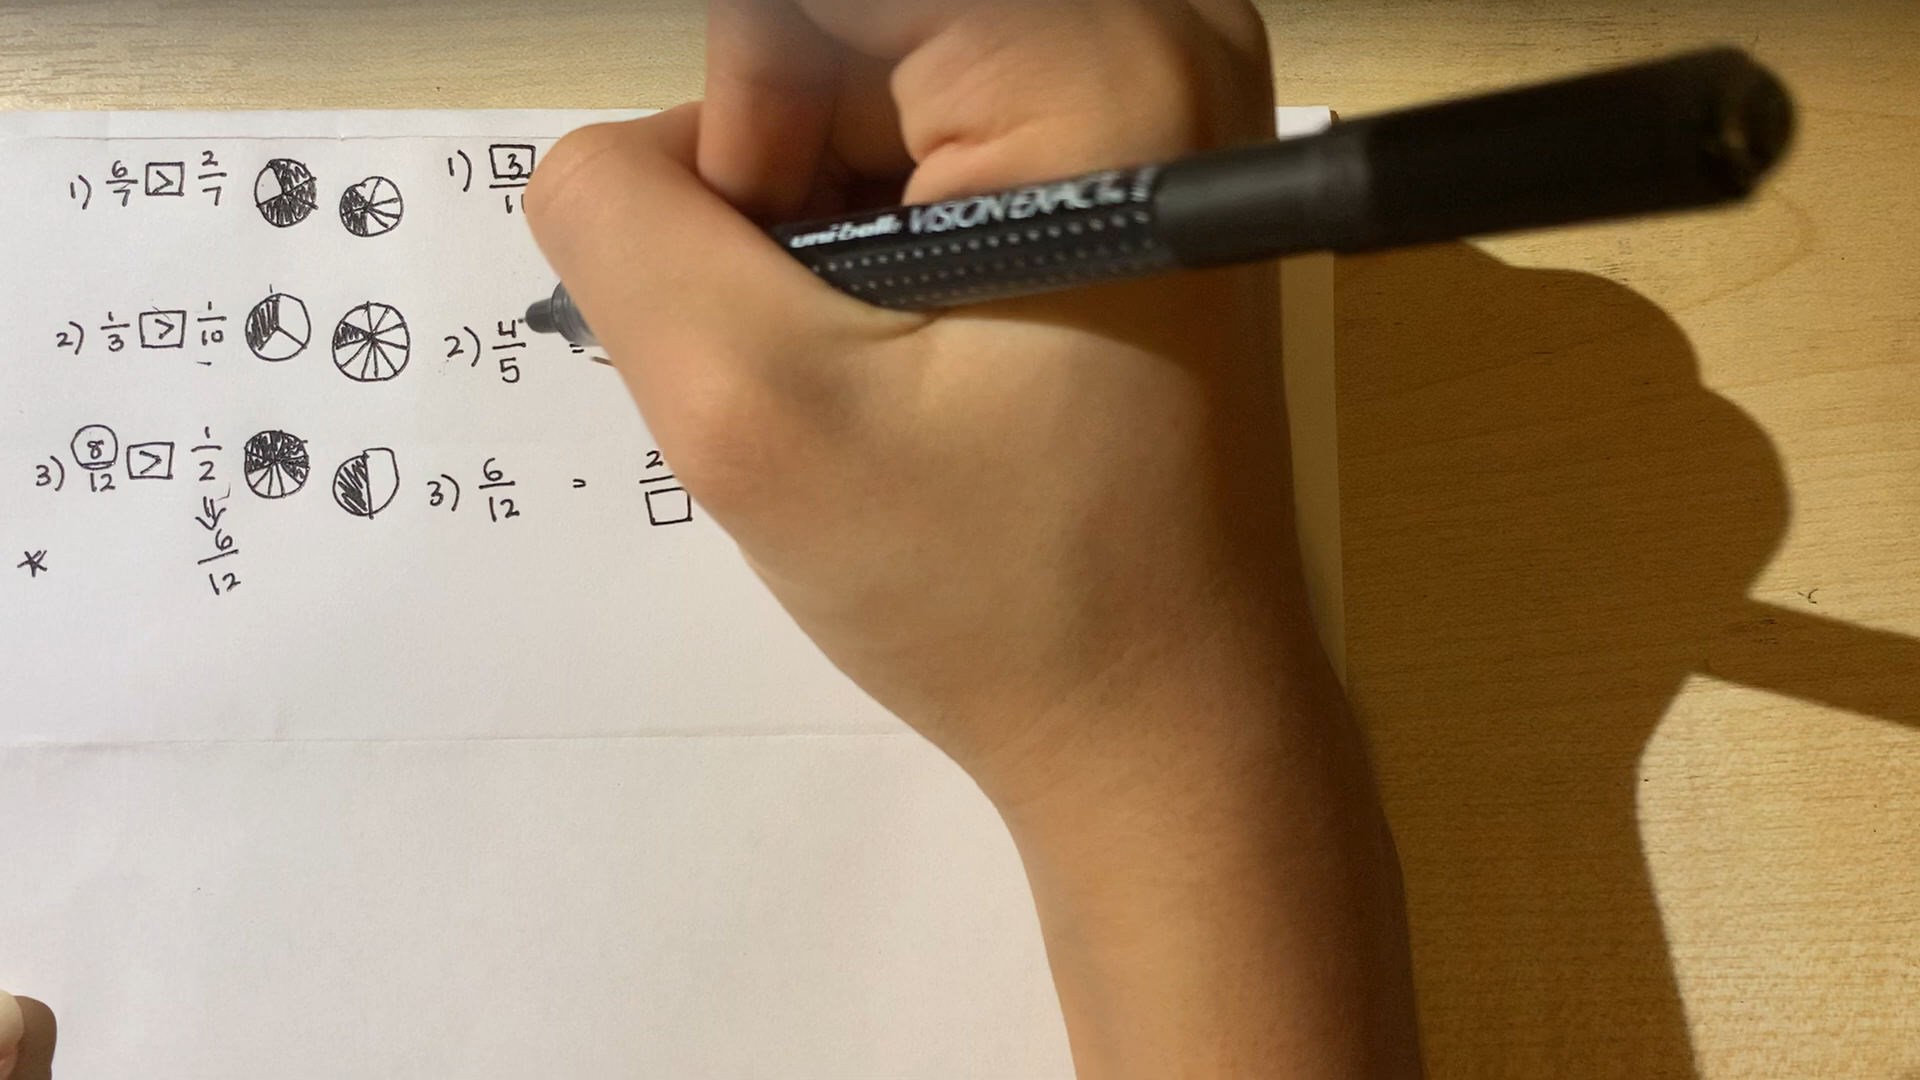 1) 6/7 > 2/7
2) 1/3 > 1/10
3) 8/12 > 1/2
6/12
*
1) 3/11
2) 4/5 =
3) 6/12 = 2/□
uni-ball VISION EXACT